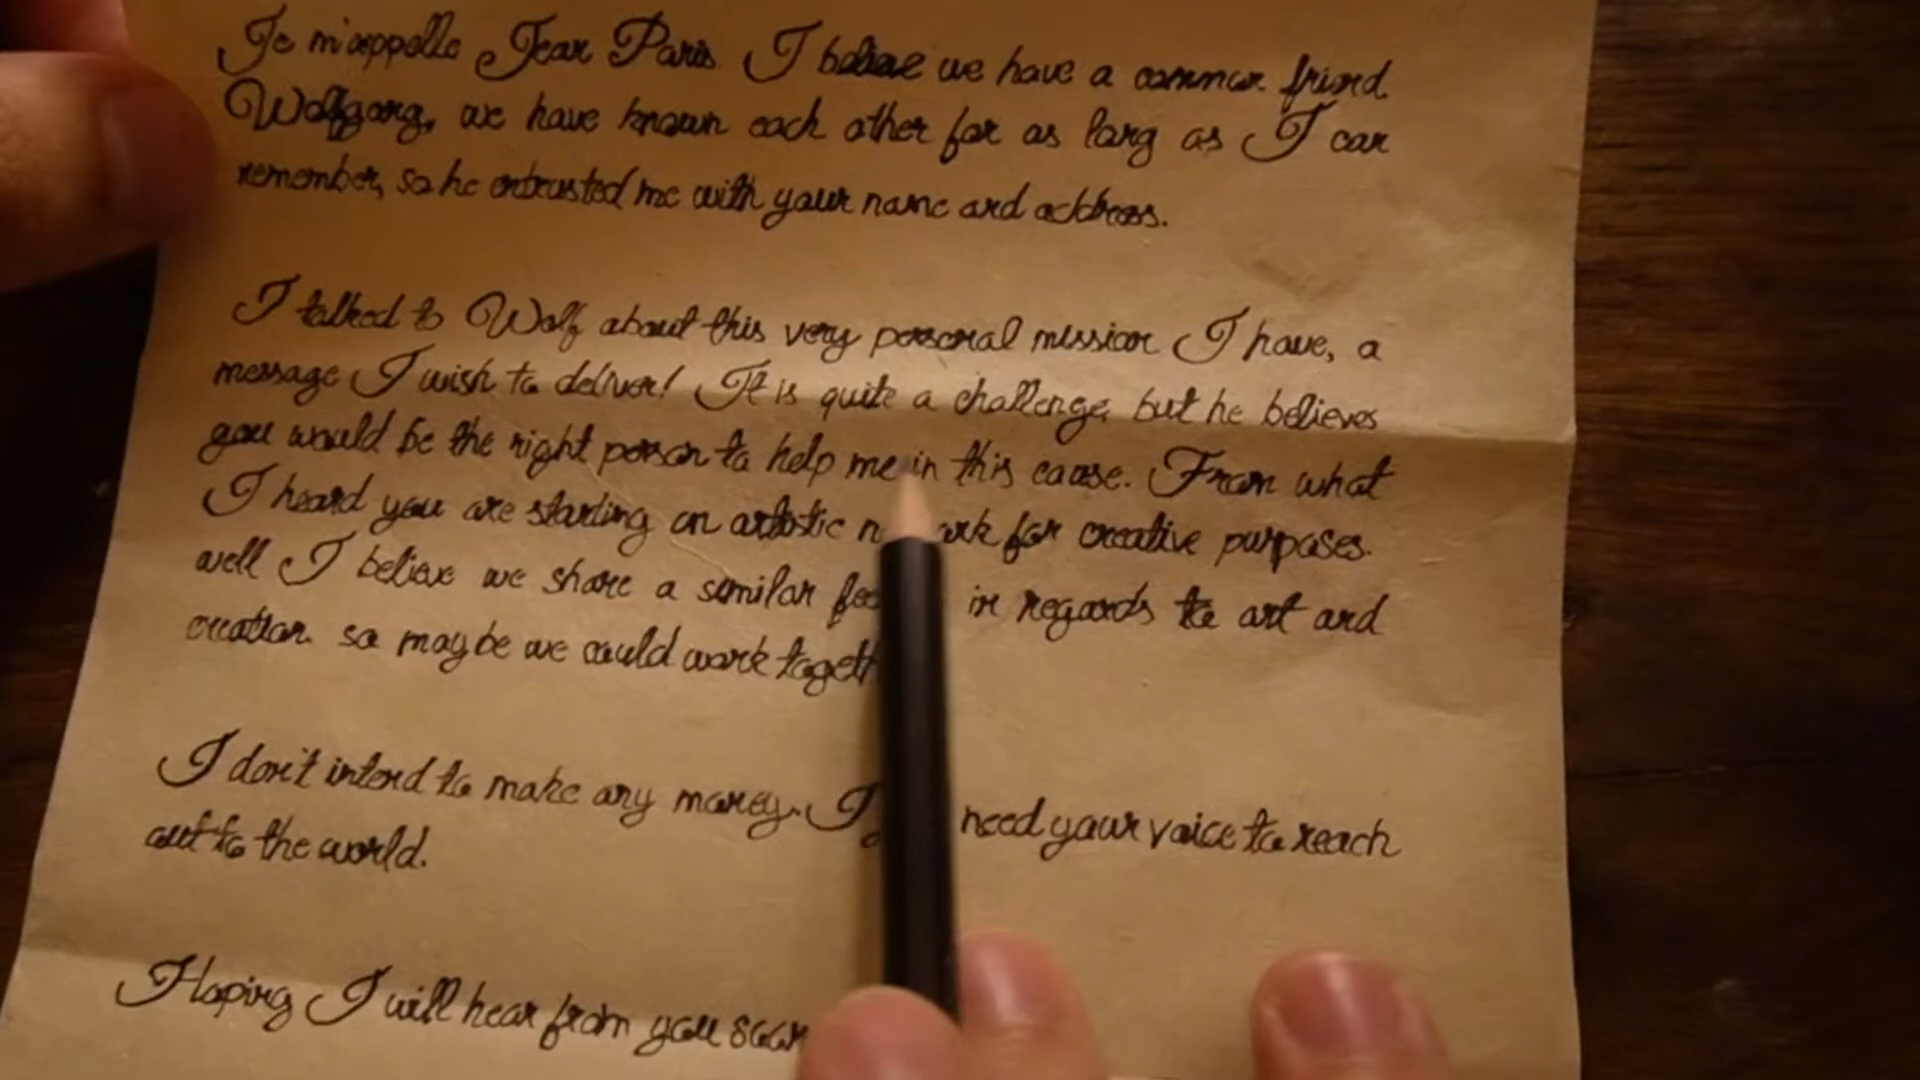 Je m'appelle Jean Paris. I believe we have a common friend.
Wolfgang, we have known each other for as long as I can
remember, so he entrusted me with your name and address.
I talked to Wolf about this very personal mission I have, a
message I wish to deliver! It is quite a challenge, but he believes
you would be the right person to help me in this cause. From what
I heard you are starting an artistic for creative purposes.
well I believe we share a similar in regards to art and
creation. so maybe we could work
I don't intend to make any money. I need your voice to reach
out to the world.
Hoping I will hear from you soon